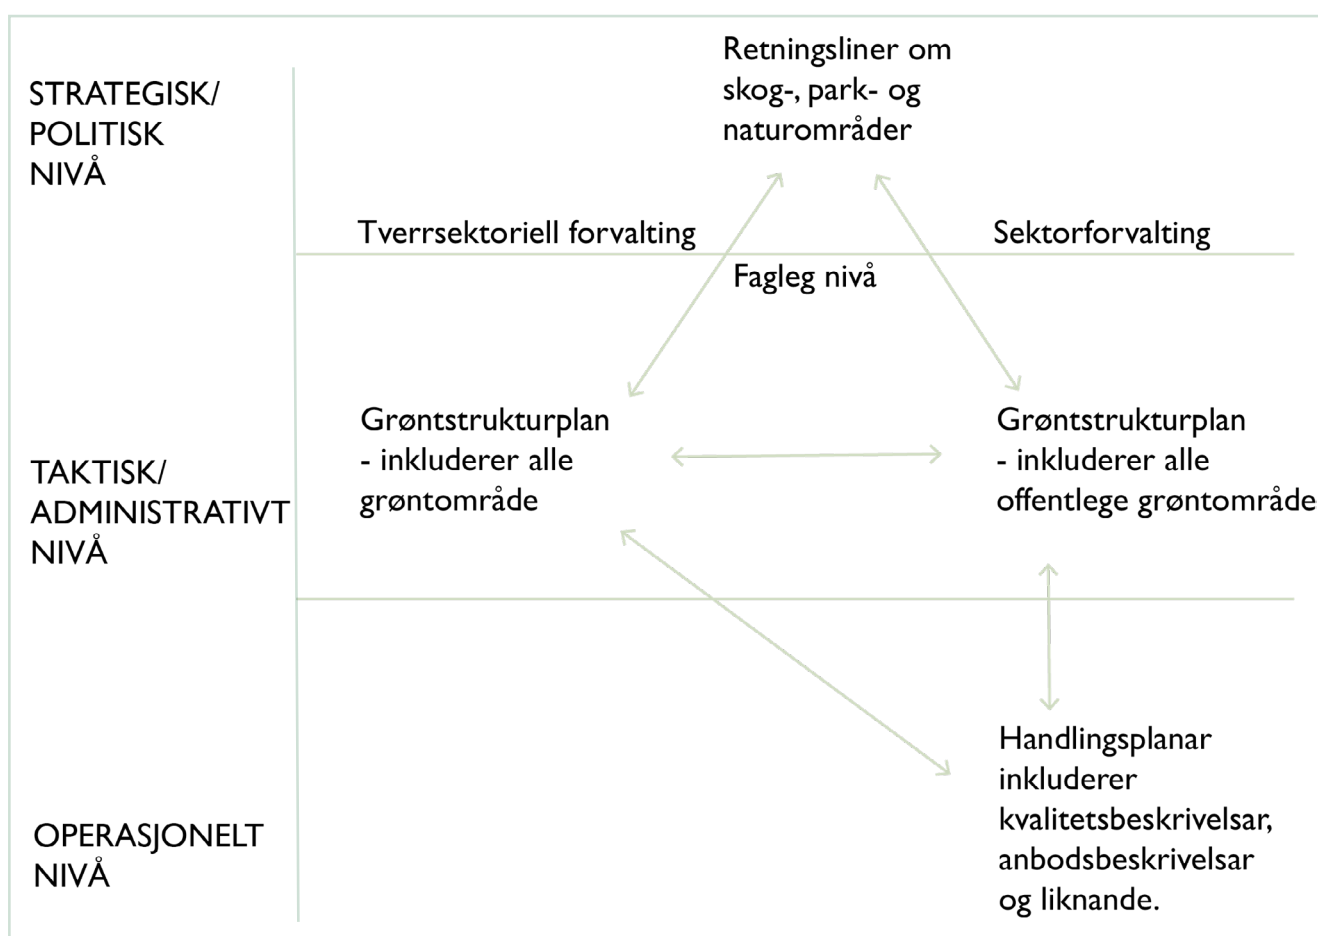 STRATEGISK/
POLITISK
NIVÅ
Retningsliner om
skog-, park- og
naturområder
Tverrsektoriell forvalting
Sektorforvalting
Fagleg nivå
TAKTISK/
ADMINISTRATIVT
NIVÅ
Grøntstrukturplan
- inkluderer alle
grøntområde
Grøntstrukturplan
- inkluderer alle
offentlege grøntområde
OPERASJONELT
NIVÅ
Handlingsplanar
inkluderer
kvalitetsbeskrivelsar,
anbodsbeskrivelsar
og liknande.